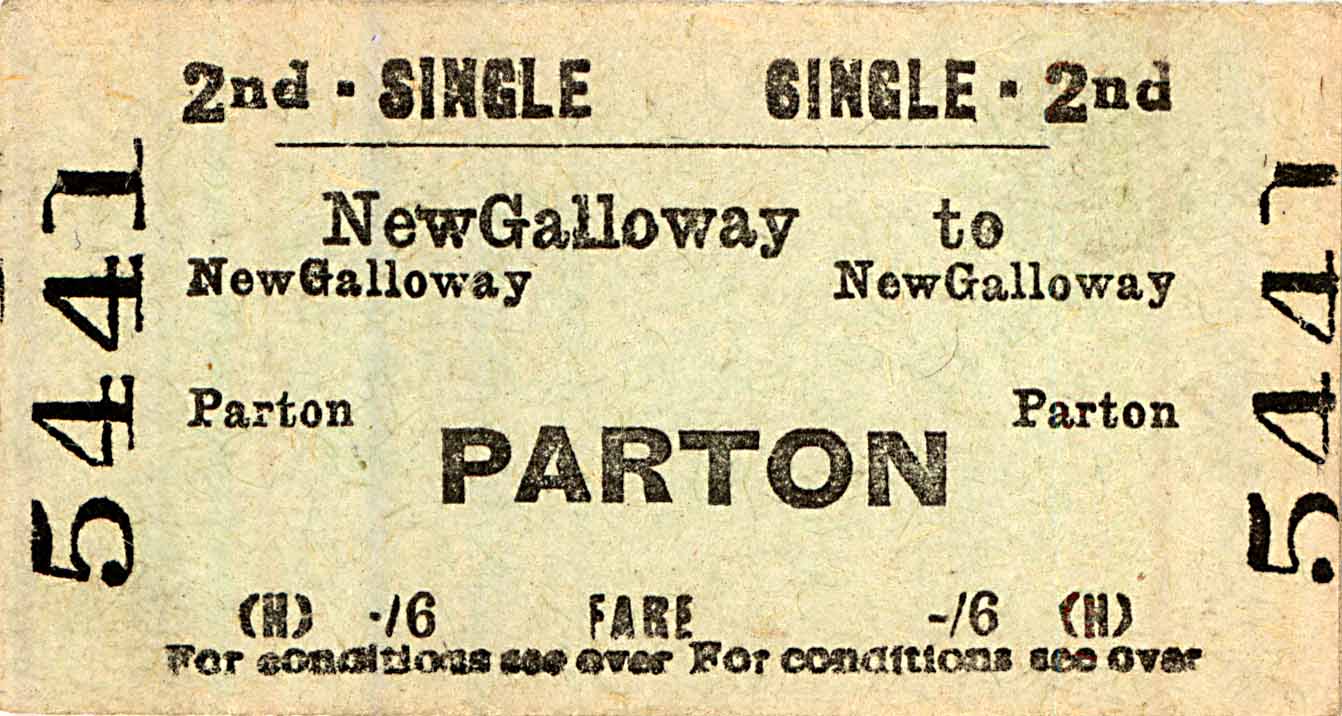 2nd · SINGLE SINGLE · 2nd
NewGalloway to
NewGalloway NewGalloway
Parton Parton
PARTON
(H) -/6 FARE -/6 (H)
For conditions see over For conditions see over
5441
5441